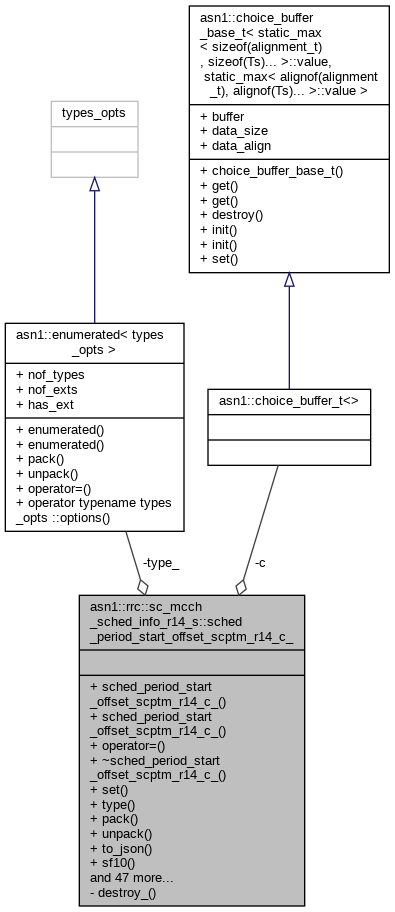 asn1::choice_buffer
_base_t< static_max
< sizeof(alignment_t)
, sizeof(Ts)... >::value,
static_max< alignof(alignment
_t), alignof(Ts)... >::value >
+ buffer
+ data_size
+ data_align
+ choice_buffer_base_t()
+ get()
+ get()
+ destroy()
+ init()
+ init()
+ set()
types_opts
asn1::enumerated< types
_opts >
+ nof_types
+ nof_exts
+ has_ext
+ enumerated()
+ enumerated()
+ pack()
+ unpack()
+ operator=()
+ operator typename types
_opts ::options()
asn1::choice_buffer_t<>
-type_
-c
asn1::rrc::sc_mcch
_sched_info_r14_s::sched
_period_start_offset_scptm_r14_c_
+ sched_period_start
_offset_scptm_r14_c_()
+ sched_period_start
_offset_scptm_r14_c_()
+ operator=()
+ ~sched_period_start
_offset_scptm_r14_c_()
+ set()
+ type()
+ pack()
+ unpack()
+ to_json()
+ sf10()
and 47 more...
- destroy_()